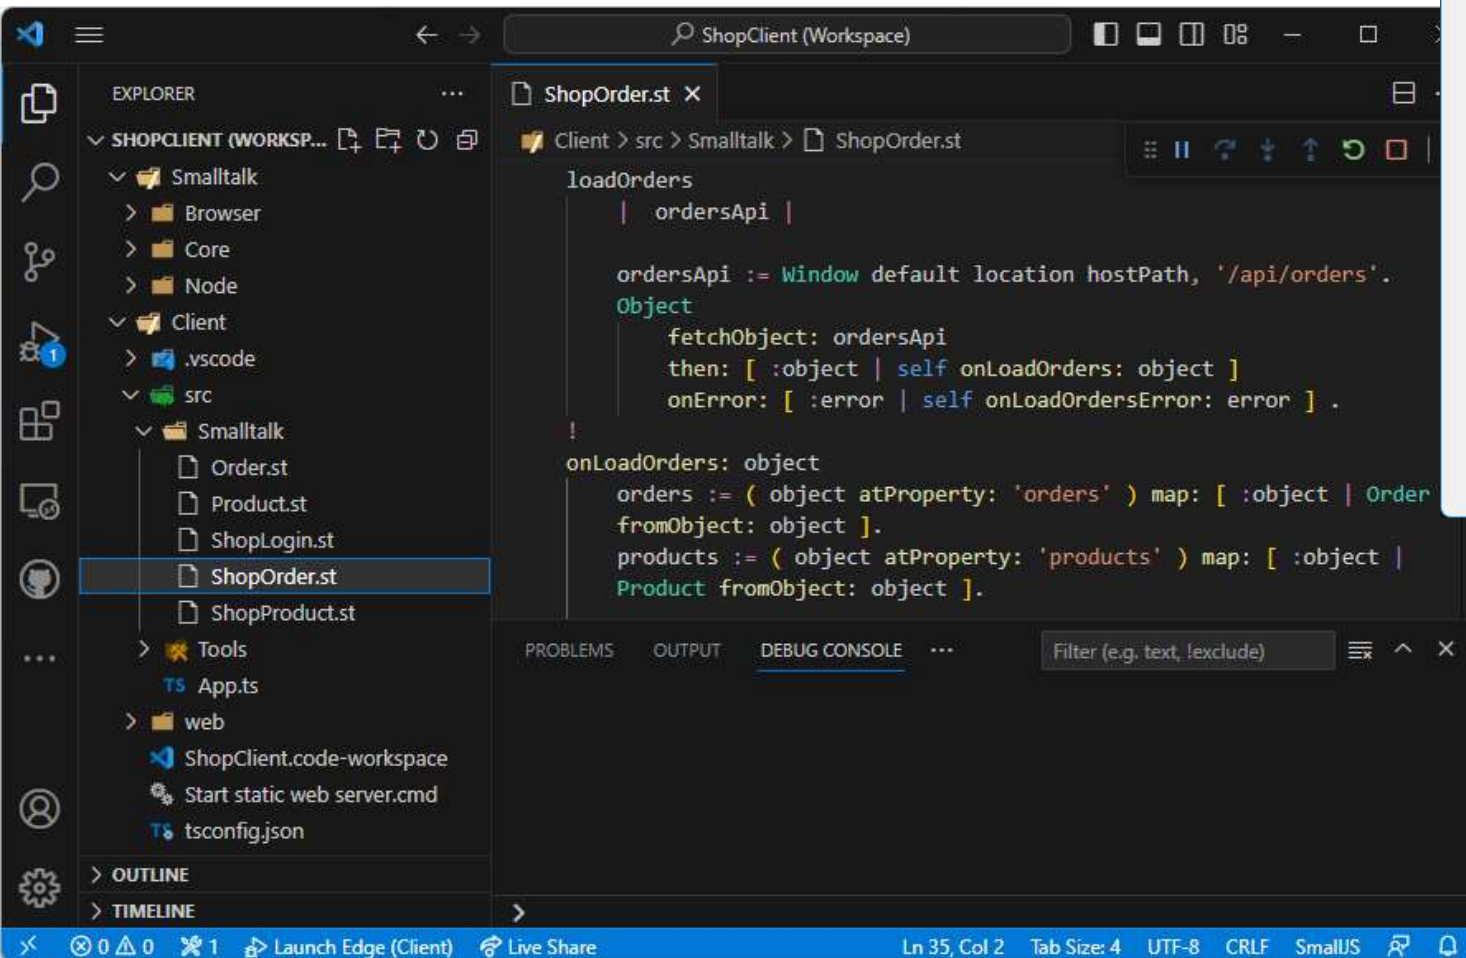 ShopClient (Workspace)
EXPLORER
SHOPCLIENT (WORKSP...
Smalltalk
Browser
Core
Node
Client
.vscode
src
Smalltalk
Order.st
Product.st
ShopLogin.st
ShopOrder.st
ShopProduct.st
Tools
TS App.ts
web
ShopClient.code-workspace
Start static web server.cmd
TS tsconfig.json
OUTLINE
TIMELINE
1
ShopOrder.st
Client > src > Smalltalk > ShopOrder.st
loadOrders
| ordersApi |
ordersApi := Window default location hostPath, '/api/orders'.
Object
fetchObject: ordersApi
then: [ :object | self onLoadOrders: object ]
onError: [ :error | self onLoadOrdersError: error ] .
!
onLoadOrders: object
orders := ( object atProperty: 'orders' ) map: [ :object | Order
fromObject: object ].
products := ( object atProperty: 'products' ) map: [ :object |
Product fromObject: object ].
PROBLEMS OUTPUT DEBUG CONSOLE ··· Filter (e.g. text, !exclude)
>
0 0 1 Launch Edge (Client) Live Share Ln 35, Col 2 Tab Size: 4 UTF-8 CRLF SmallJS